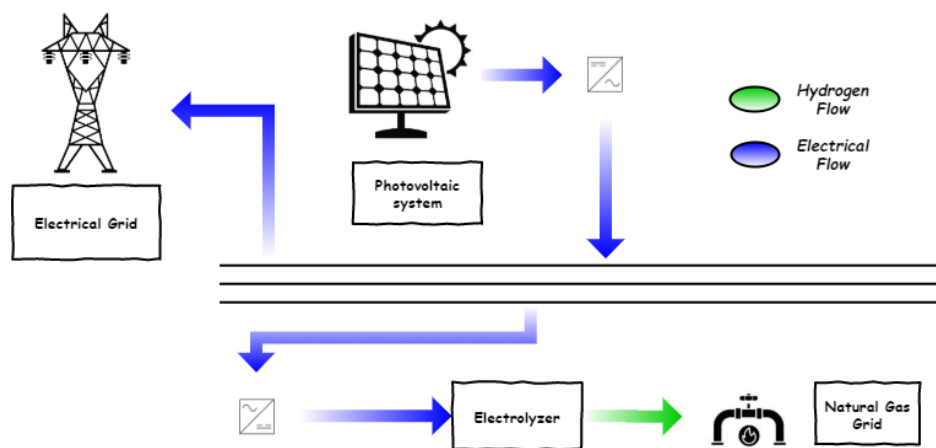 Hydrogen
Flow
Electrical
Flow
Photovoltaic
system
Electrical Grid
Electrolyzer
Natural Gas
Grid